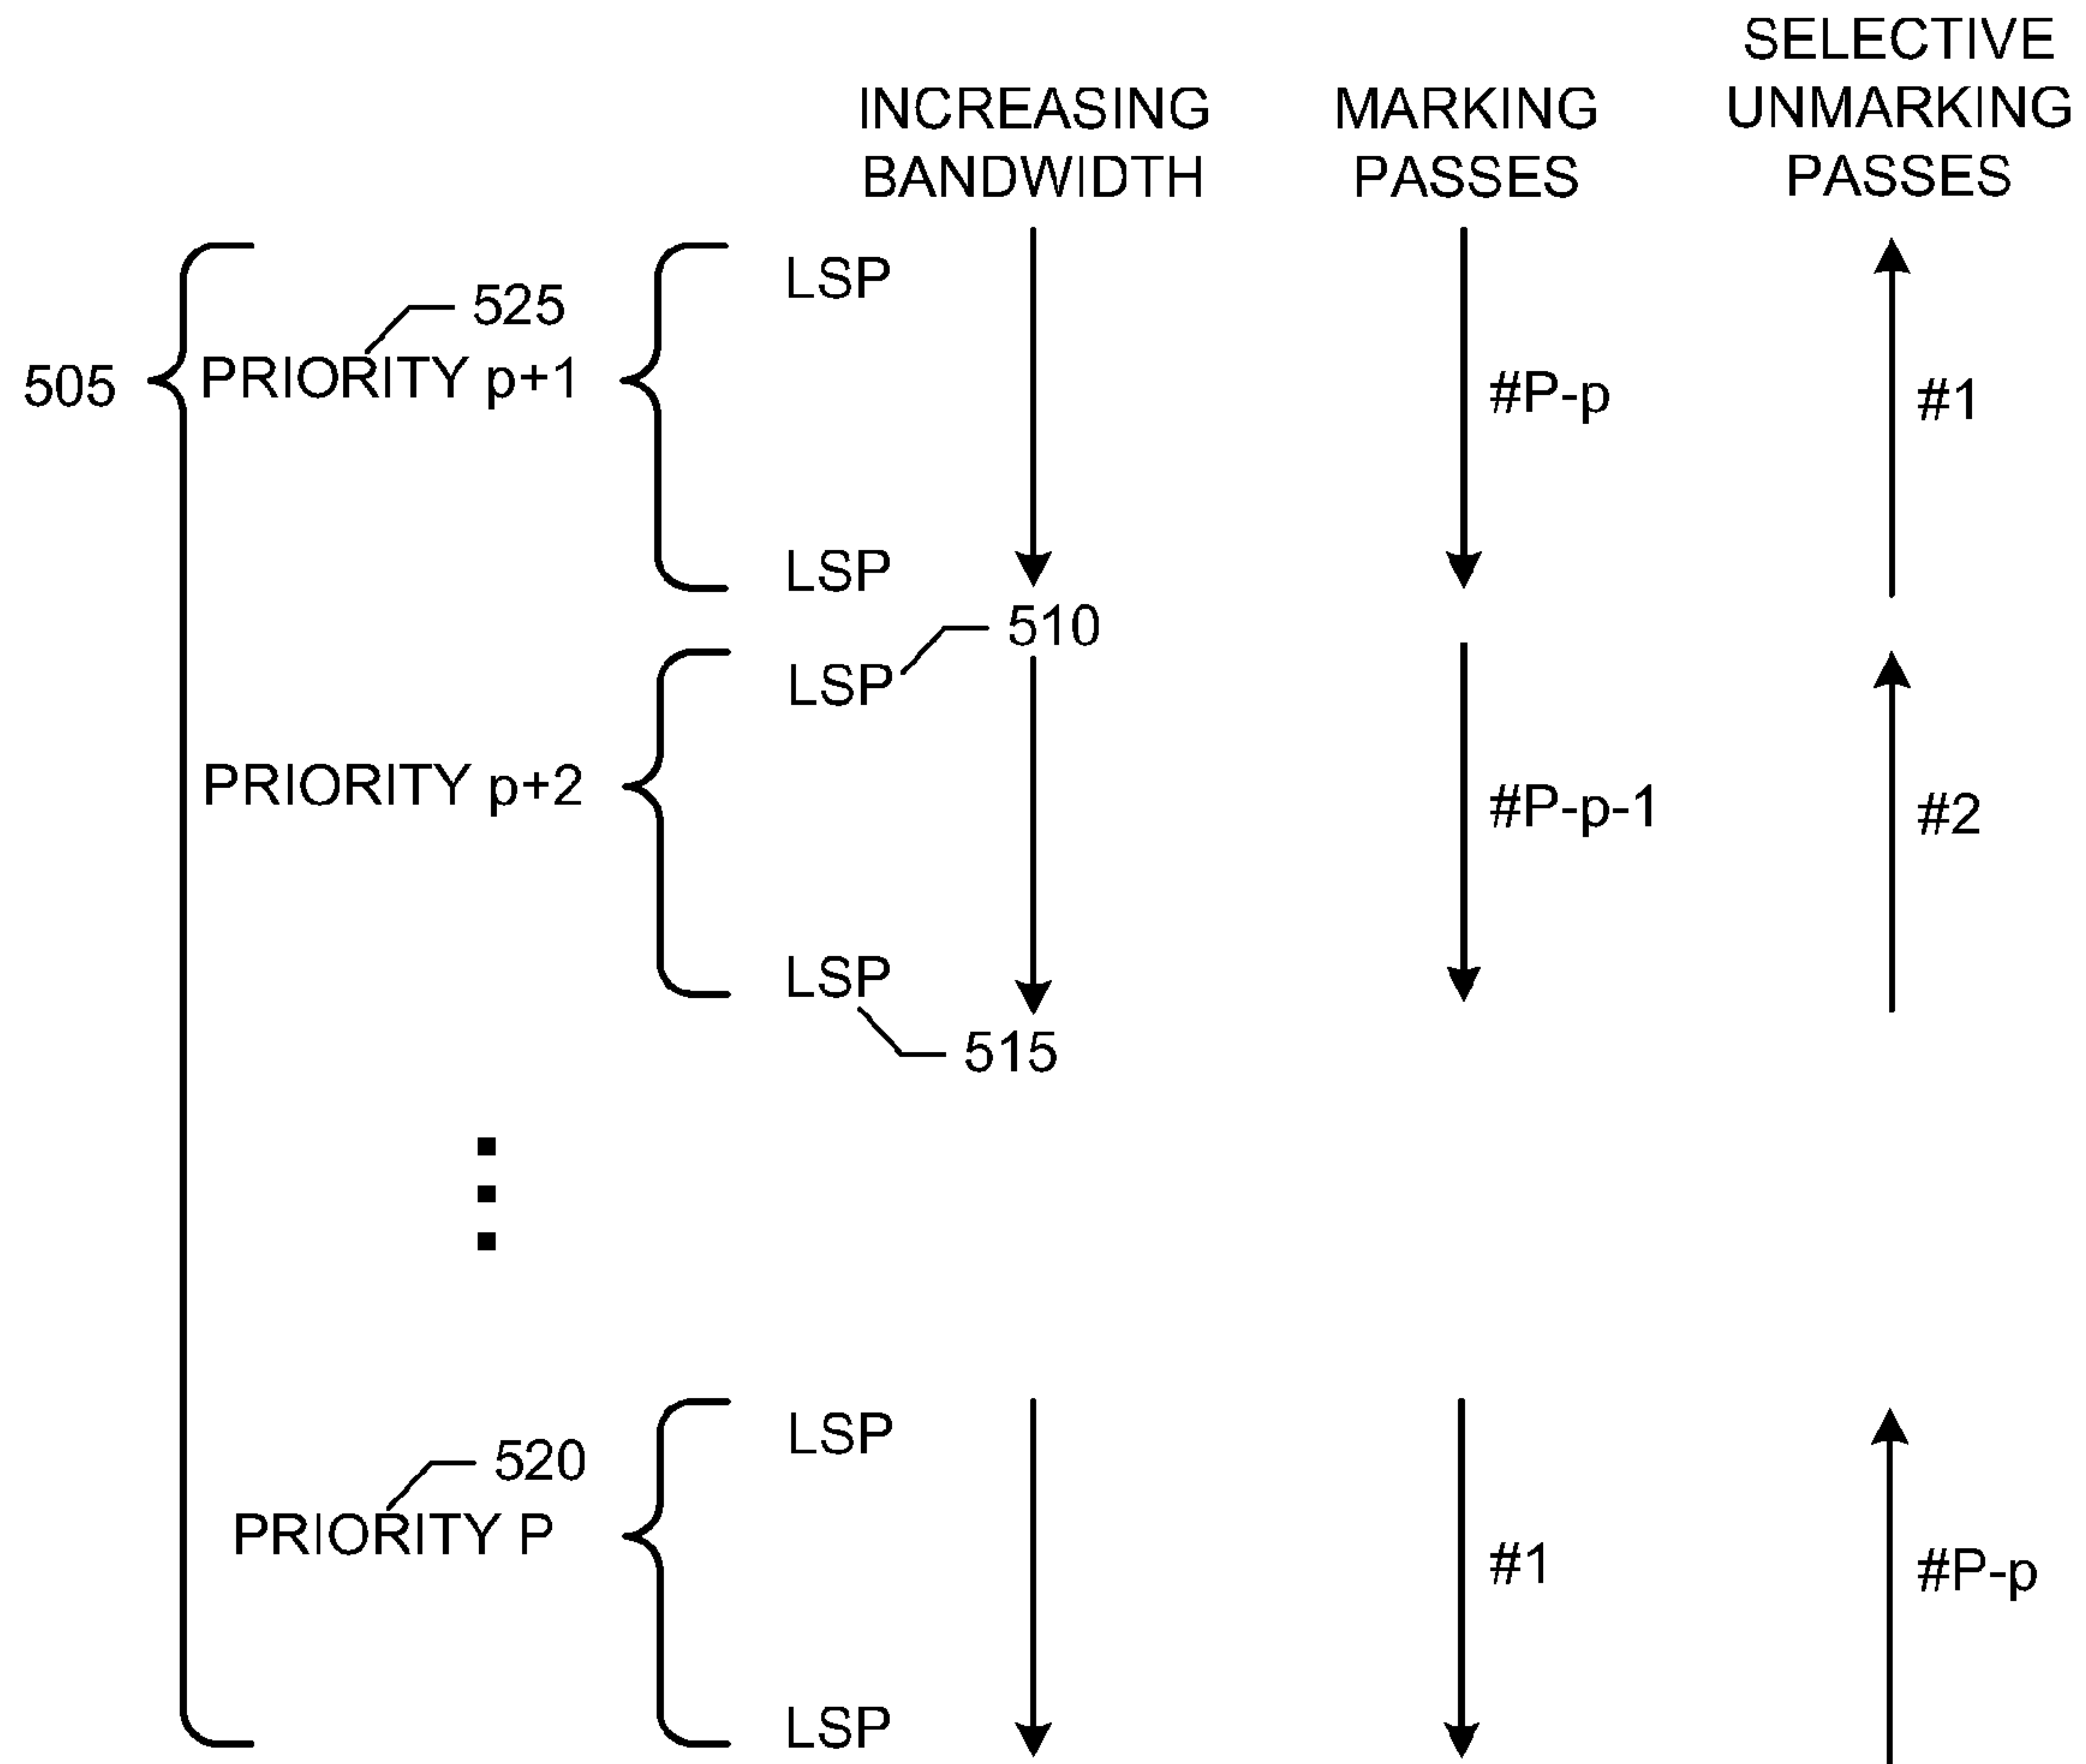 SELECTIVE
UNMARKING
PASSES
INCREASING
BANDWIDTH
MARKING
PASSES
505
525
PRIORITY p+1
LSP
LSP
#P-p
#1
510
LSP
PRIORITY p+2
LSP
515
#P-p-1
#2
520
PRIORITY P
LSP
LSP
#1
#P-p